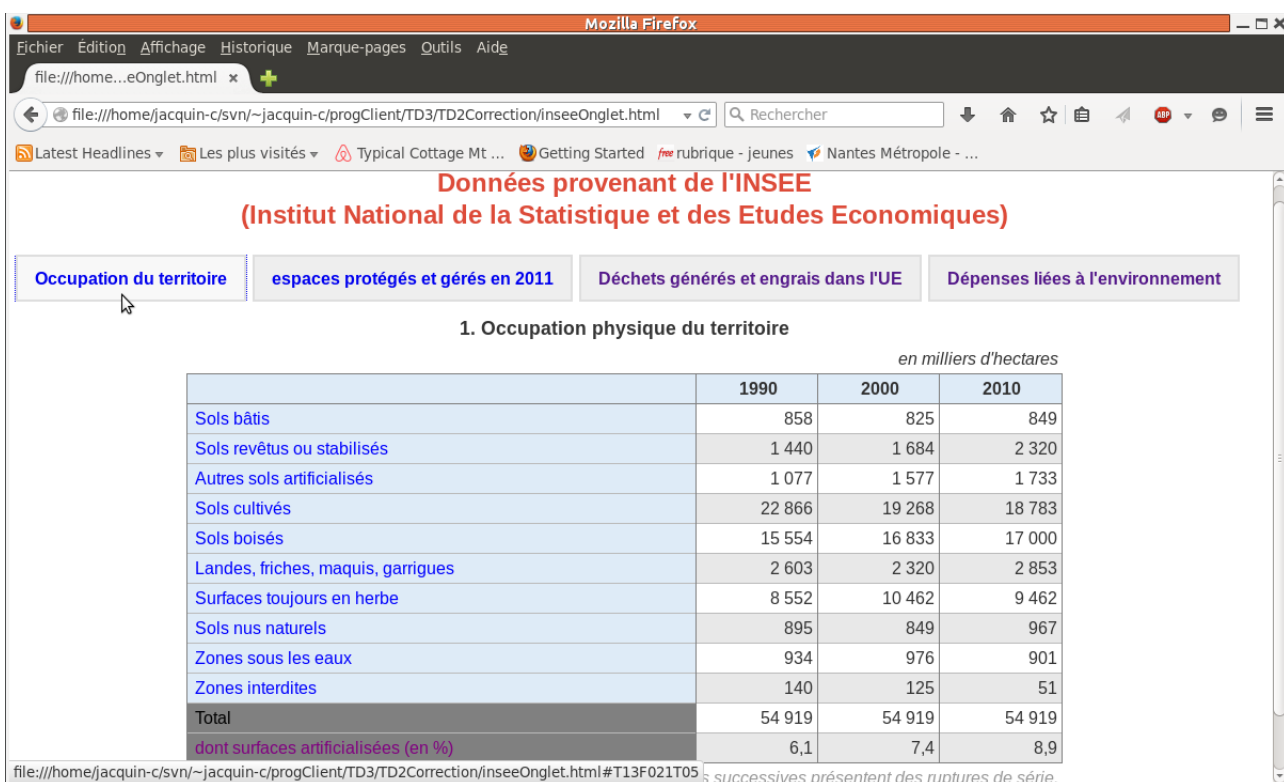 Mozilla Firefox
Fichier Édition Affichage Historique Marque-pages Outils Aide
file:///home...eOnglet.html
file:///home/jacquin-c/svn/~jacquin-c/progClient/TD3/TD2Correction/inseeOnglet.html Rechercher ABP
Latest Headlines Les plus visités Typical Cottage Mt ... Getting Started free rubrique - jeunes Nantes Métropole - ...
Données provenant de l'INSEE
(Institut National de la Statistique et des Etudes Economiques)
Occupation du territoire espaces protégés et gérés en 2011 Déchets générés et engrais dans l'UE Dépenses liées à l'environnement
1. Occupation physique du territoire
en milliers d'hectares
1990 2000 2010
Sols bâtis 858 825 849
Sols revêtus ou stabilisés 1 440 1 684 2 320
Autres sols artificialisés 1 077 1 577 1 733
Sols cultivés 22 866 19 268 18 783
Sols boisés 15 554 16 833 17 000
Landes, friches, maquis, garrigues 2 603 2 320 2 853
Surfaces toujours en herbe 8 552 10 462 9 462
Sols nus naturels 895 849 967
Zones sous les eaux 934 976 901
Zones interdites 140 125 51
Total 54 919 54 919 54 919
dont surfaces artificialisées (en %) 6,1 7,4 8,9
file:///home/jacquin-c/svn/~jacquin-c/progClient/TD3/TD2Correction/inseeOnglet.html#T13F021T05 s successives présentent des ruptures de série.